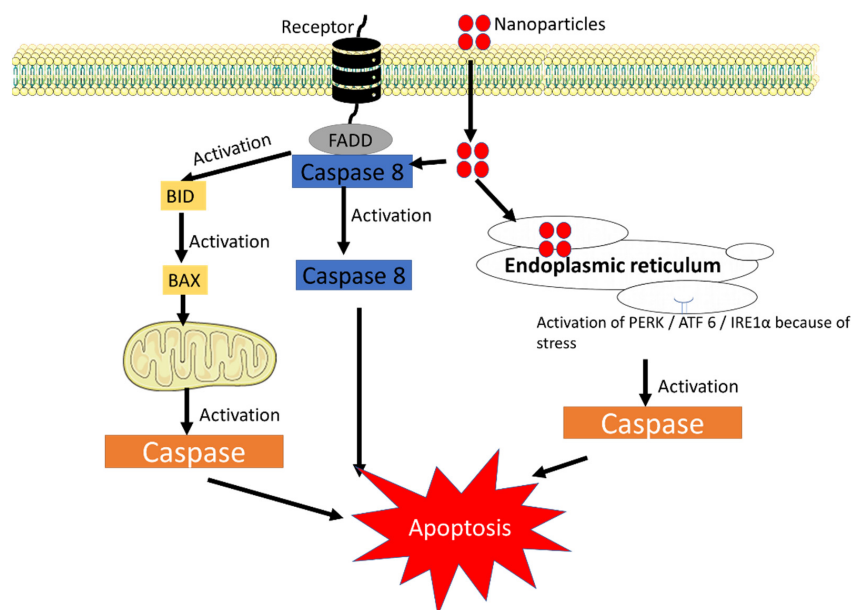 Receptor
Nanoparticles
FADD
Activation
Caspase 8
BID
Activation
Activation
BAX
Caspase 8
Endoplasmic reticulum
Activation of PERK / ATF 6 / IRE1α because of
stress
Activation
Activation
Caspase
Caspase
Apoptosis